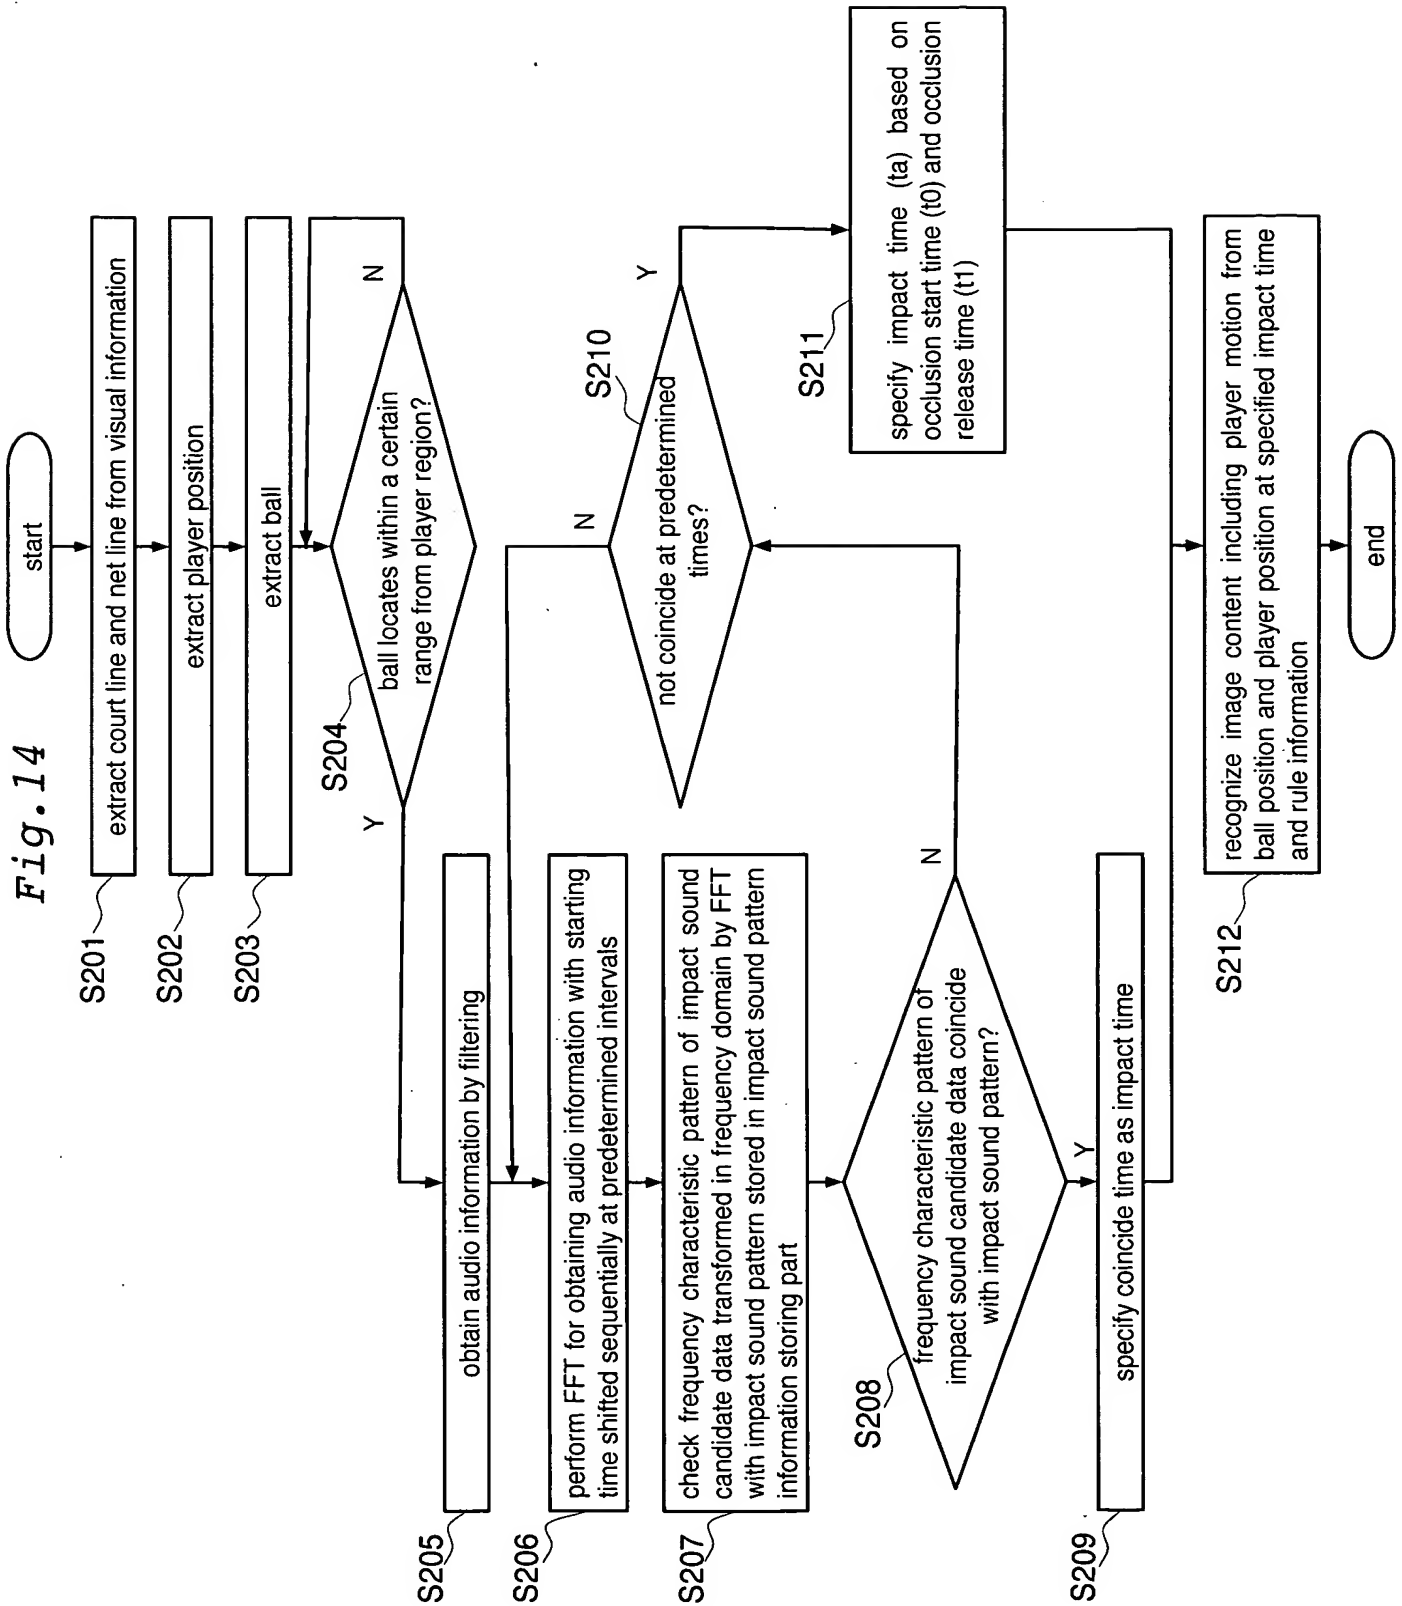 Fig.14
start
S201
extract court line and net line from visual information
S202
extract player position
S203
extract ball
S204
ball locates within a certain
range from player region?
N
Y
S205
obtain audio information by filtering
S206
perform FFT for obtaining audio information with starting
time shifted sequentially at predetermined intervals
S207
check frequency characteristic pattern of impact sound
candidate data transformed in frequency domain by FFT
with impact sound pattern stored in impact sound pattern
information storing part
S208
frequency characteristic pattern of
impact sound candidate data coincide
with impact sound pattern?
N
Y
S209
specify coincide time as impact time
S210
not coincide at predetermined
times?
N
Y
S211
specify impact time (ta) based on
occlusion start time (t0) and occlusion
release time (t1)
S212
recognize image content including player motion from
ball position and player position at specified impact time
and rule information
end